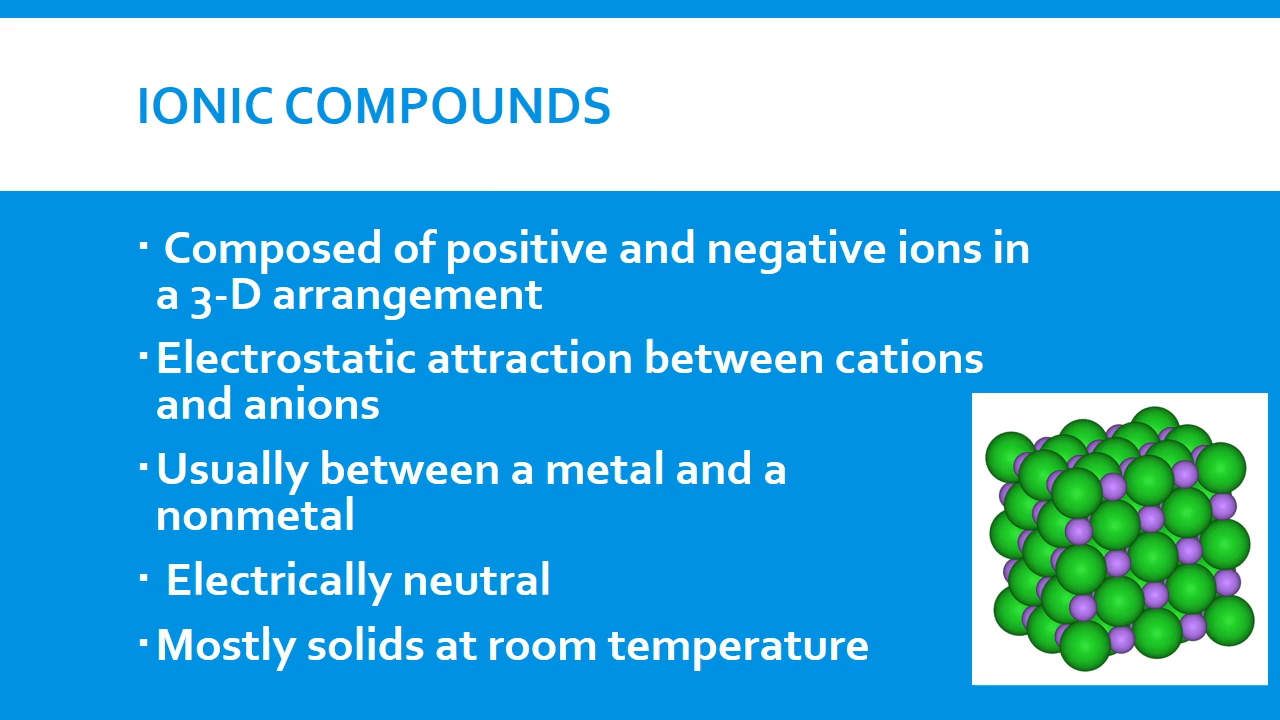 IONIC COMPOUNDS
▪ Composed of positive and negative ions in
a 3-D arrangement
▪ Electrostatic attraction between cations
and anions
▪ Usually between a metal and a
nonmetal
▪ Electrically neutral
▪ Mostly solids at room temperature